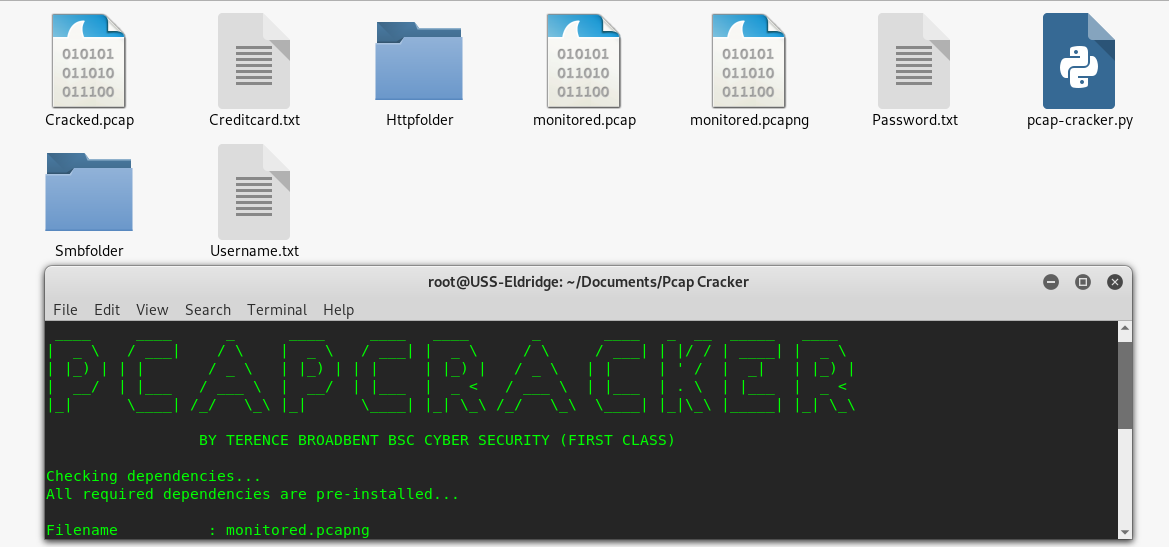 Cracked.pcap
Creditcard.txt
Httpfolder
monitored.pcap
monitored.pcapng
Password.txt
pcap-cracker.py
010101
011010
011100
010101
011010
011100
010101
011010
011100
Smbfolder
Username.txt
root@USS-Eldridge: ~/Documents/Pcap Cracker
File Edit View Search Terminal Help
PCAPCRACKER
BY TERENCE BROADBENT BSC CYBER SECURITY (FIRST CLASS)
Checking dependencies...
All required dependencies are pre-installed...
Filename : monitored.pcapng